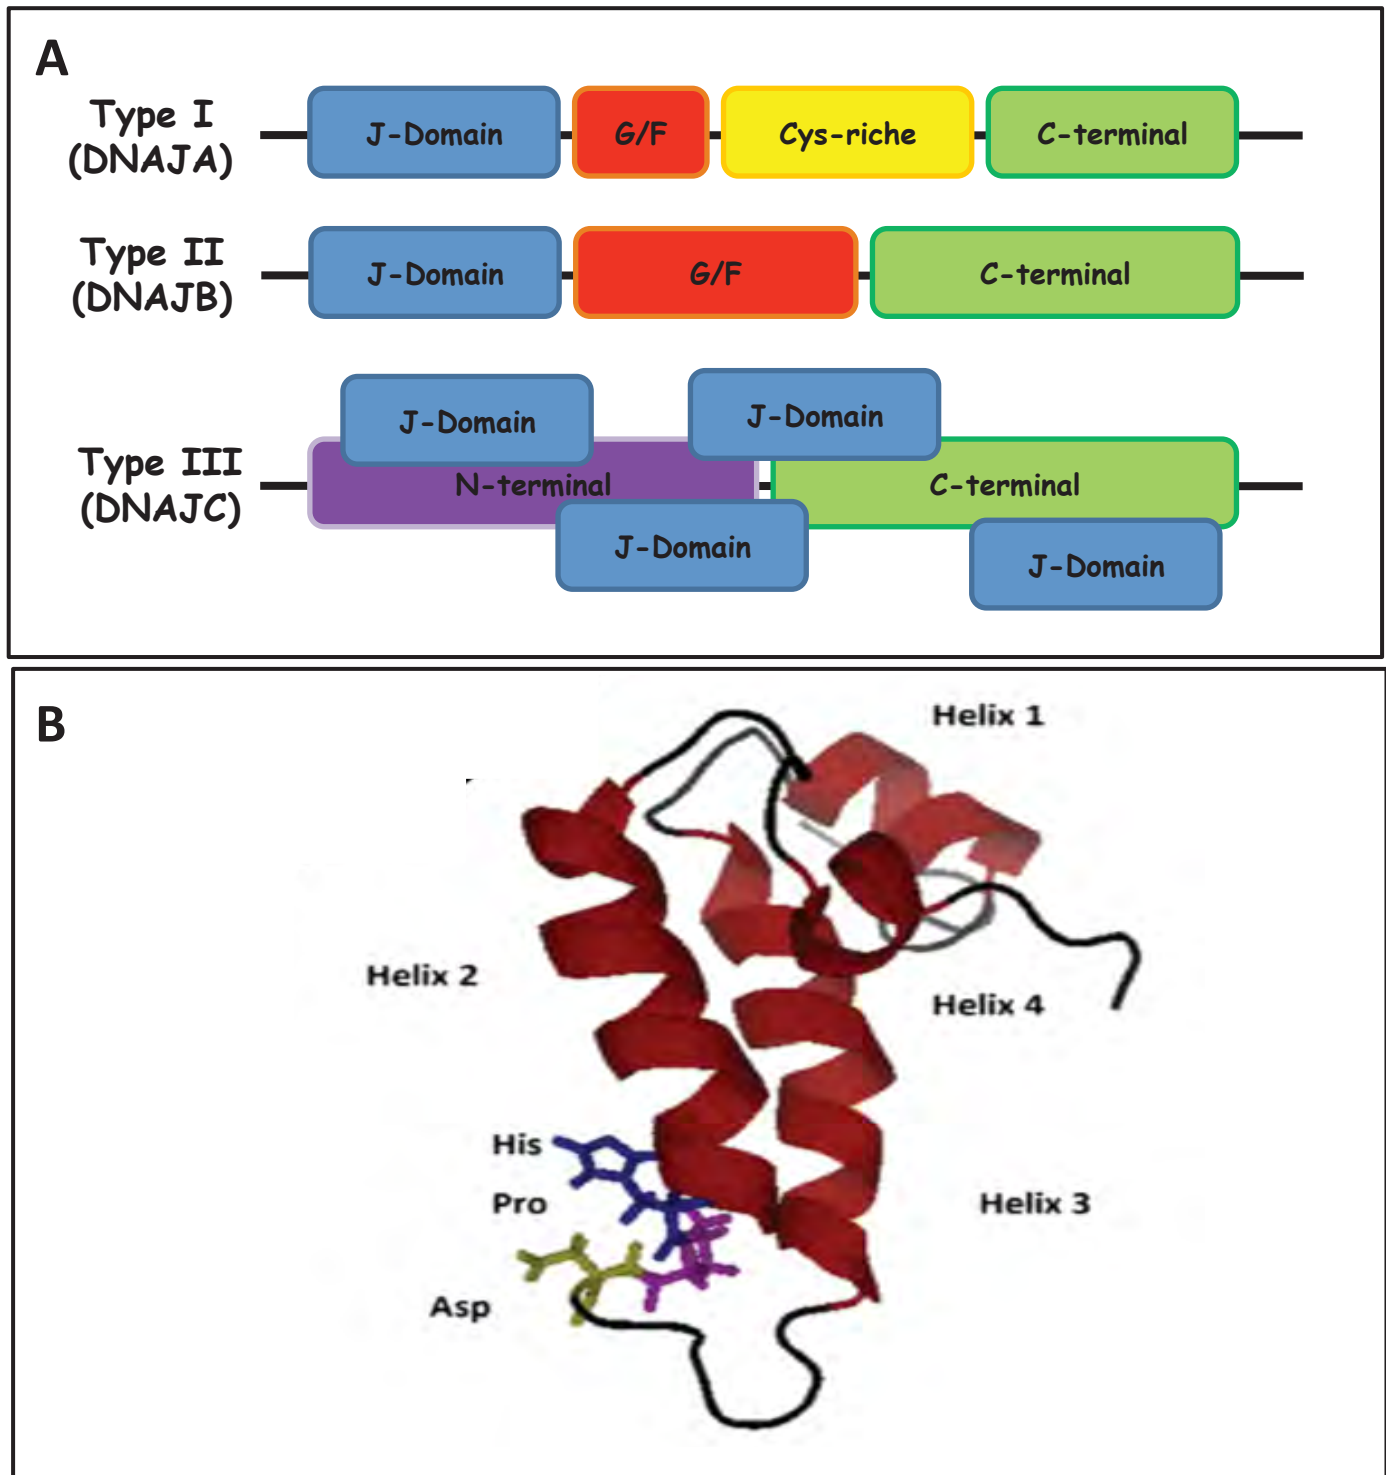 A
Type I
(DNAJA)
J-Domain
G/F
Cys-riche
C-terminal
Type II
(DNAJB)
J-Domain
G/F
C-terminal
Type III
(DNAJC)
J-Domain
J-Domain
N-terminal
C-terminal
J-Domain
J-Domain
B
Helix 1
Helix 2
Helix 4
His
Pro
Helix 3
Asp